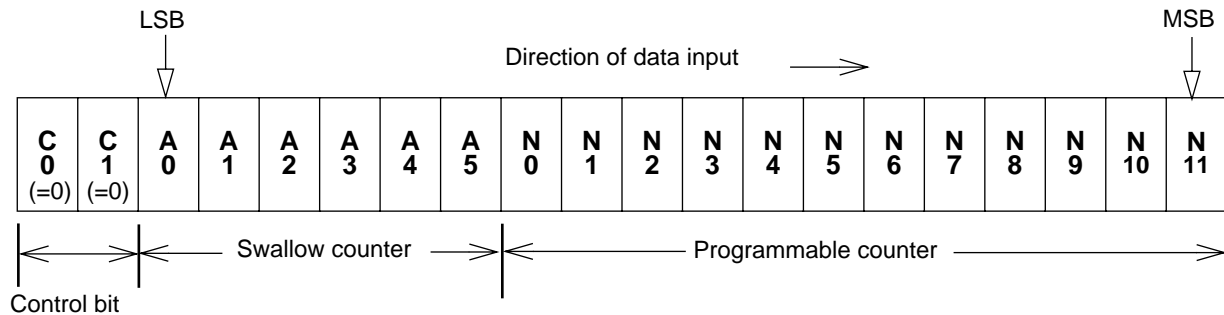 LSB
MSB
Direction of data input
C C A A A A A A N N N N N N N N N N N N
0 1 0 1 2 3 4 5 0 1 2 3 4 5 6 7 8 9 10 11
(=0) (=0)
Swallow counter
Programmable counter
Control bit